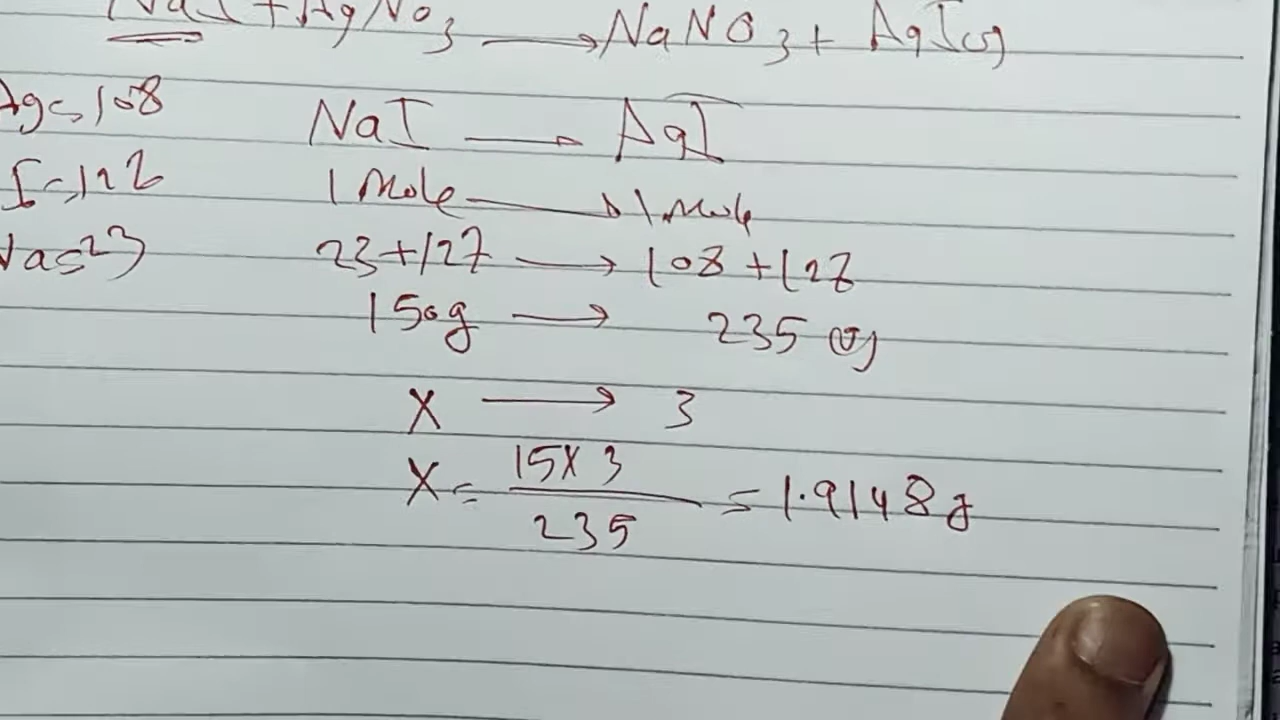 NaI + AgNO3 → NaNO3 + AgI(s)
Ag = 108 NaI → AgI
I = 127 1 Mole → 1 Mole
Na = 23 23 + 127 → 108 + 127
150g → 235 g
X → 3
X = 15 X 3 / 235 = 1.9148 g